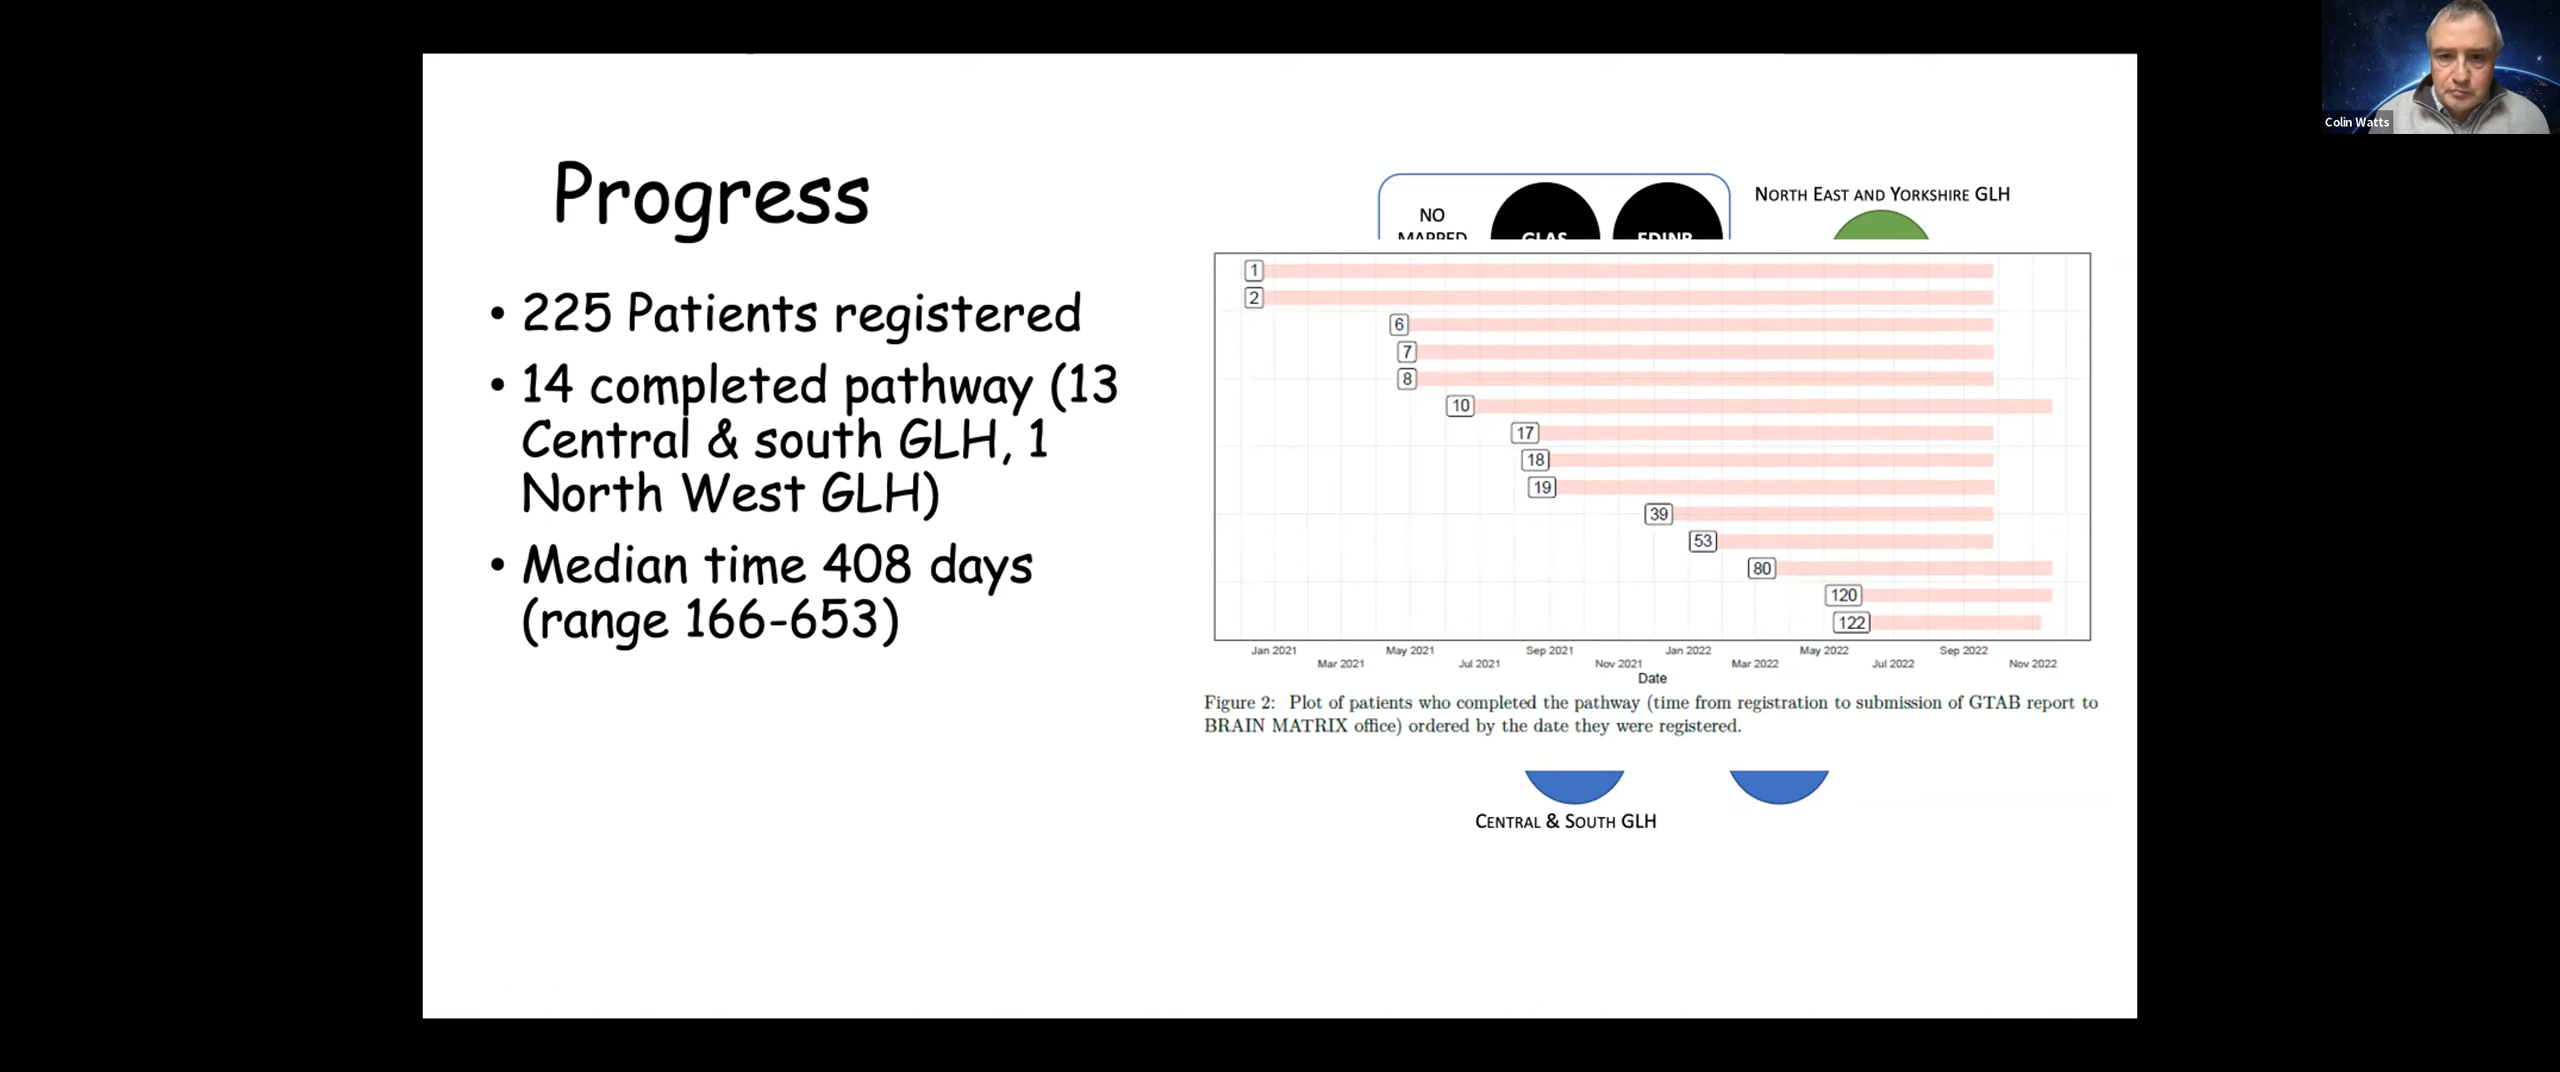 Progress
• 225 Patients registered
• 14 completed pathway (13
Central & south GLH, 1
North West GLH)
• Median time 408 days
(range 166-653)
NO
MAPPED
GLAS
EDINB
NORTH EAST AND YORKSHIRE GLH
1
2
6
7
8
10
17
18
19
39
53
80
120
122
Jan 2021
Mar 2021
May 2021
Jul 2021
Sep 2021
Nov 2021
Jan 2022
Mar 2022
May 2022
Jul 2022
Sep 2022
Nov 2022
Date
Figure 2: Plot of patients who completed the pathway (time from registration to submission of GTAB report to
BRAIN MATRIX office) ordered by the date they were registered.
CENTRAL & SOUTH GLH
Colin Watts